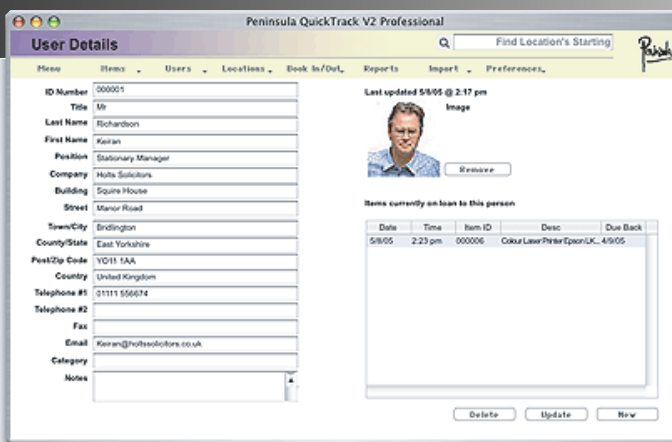 Peninsula QuickTrack V2 Professional
User Details
Find Location's Starting
Peninsula
Menu Items Users Locations Book In/Out Reports Import Preferences
ID Number 000001
Title Mr
Last Name Richardson
First Name Keiran
Position Stationary Manager
Company Holts Solicitors
Building Squire House
Street Manor Road
Town/City Bridlington
County/State East Yorkshire
Post/Zip Code YO11 1AA
Country United Kingdom
Telephone #1 01111 556674
Telephone #2
Fax
Email Keiran@holtssolicitors.co.uk
Category
Notes
Last updated 5/8/05 @ 2:17 pm
Image
Remove
Items currently on loan to this person
Date Time Item ID Desc Due Back
5/8/05 2:23 pm 000006 Colour Laser Printer Epson LK... 4/9/05
Delete Update New